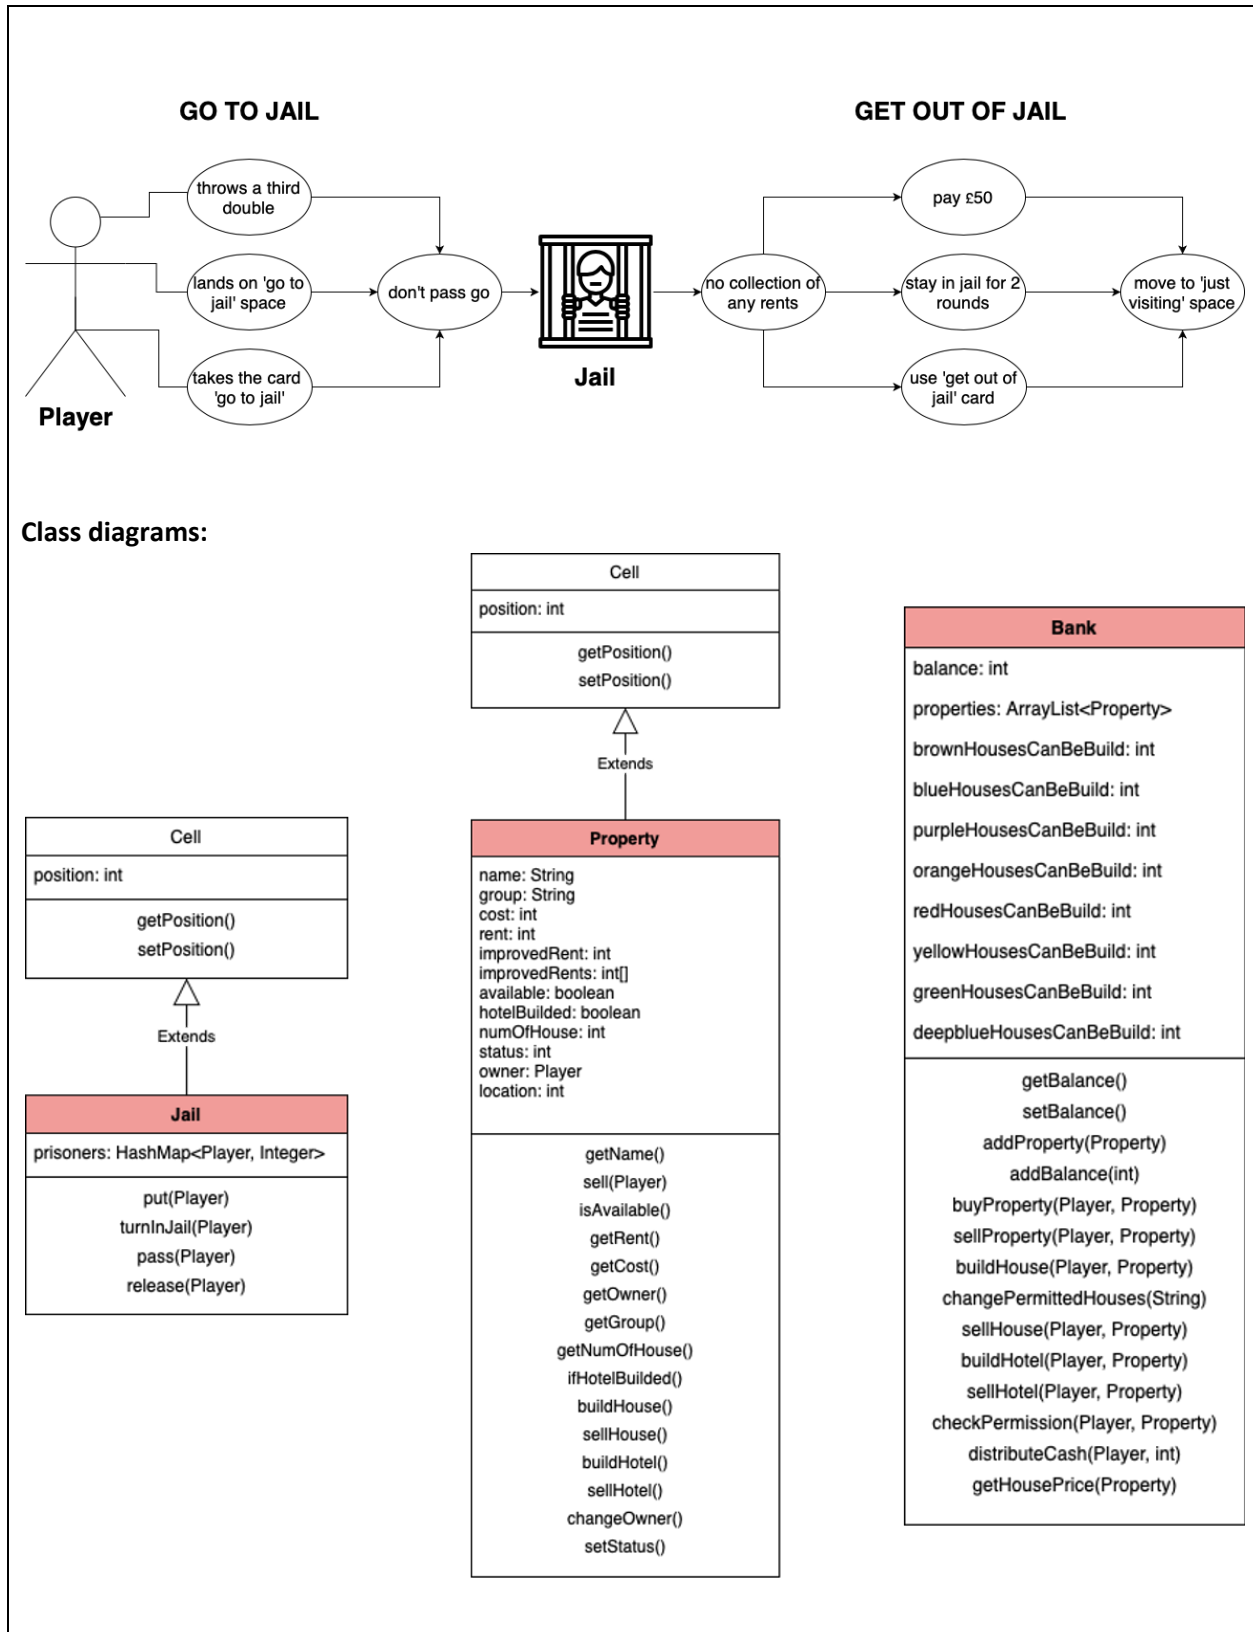 GO TO JAIL
GET OUT OF JAIL
throws a third
double
lands on 'go to
jail' space
takes the card
'go to jail'
Player
don't pass go
Jail
no collection of
any rents
pay £50
stay in jail for 2
rounds
use 'get out of
jail' card
move to 'just
visiting' space
Class diagrams:
Cell
position: int
getPosition()
setPosition()
Extends
Jail
prisoners: HashMap<Player, Integer>
put(Player)
turnInJail(Player)
pass(Player)
release(Player)
Cell
position: int
getPosition()
setPosition()
Extends
Property
name: String
group: String
cost: int
rent: int
improvedRent: int
improvedRents: int[]
available: boolean
hotelBuilded: boolean
numOfHouse: int
status: int
owner: Player
location: int
getName()
sell(Player)
isAvailable()
getRent()
getCost()
getOwner()
getGroup()
getNumOfHouse()
ifHotelBuilded()
buildHouse()
sellHouse()
buildHotel()
sellHotel()
changeOwner()
setStatus()
Bank
balance: int
properties: ArrayList<Property>
brownHousesCanBeBuild: int
blueHousesCanBeBuild: int
purpleHousesCanBeBuild: int
orangeHousesCanBeBuild: int
redHousesCanBeBuild: int
yellowHousesCanBeBuild: int
greenHousesCanBeBuild: int
deepblueHousesCanBeBuild: int
getBalance()
setBalance()
addProperty(Property)
addBalance(int)
buyProperty(Player, Property)
sellProperty(Player, Property)
buildHouse(Player, Property)
changePermittedHouses(String)
sellHouse(Player, Property)
buildHotel(Player, Property)
sellHotel(Player, Property)
checkPermission(Player, Property)
distributeCash(Player, int)
getHousePrice(Property)